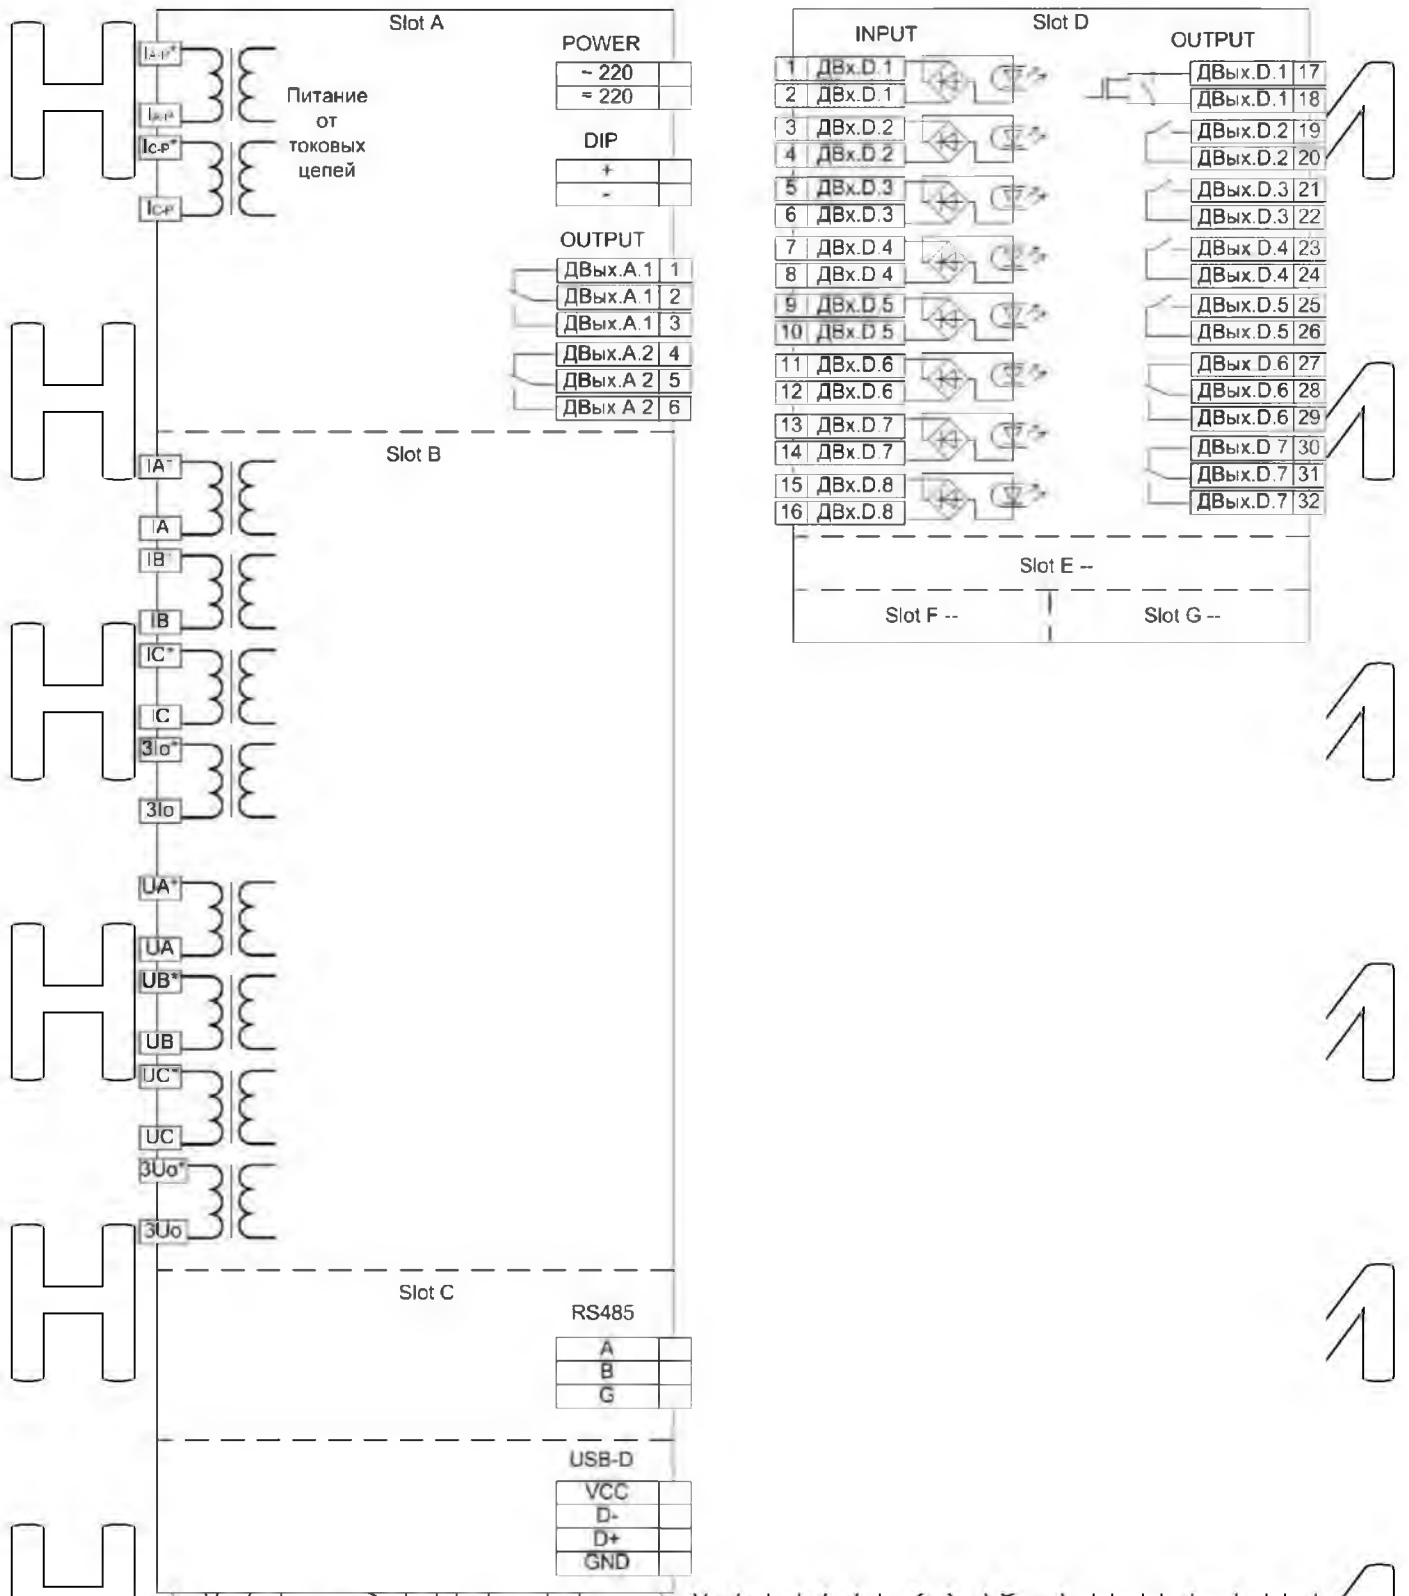 Slot A
POWER
~ 220
= 220
Питание
от
токовых
цепей
Ic-P*
Ic-P
DIP
+
-
OUTPUT
ДВых.А.1 1
ДВых.А.1 2
ДВых.А.1 3
ДВых.А.2 4
ДВых.А 2 5
ДВых А 2 6
Slot B
IA
IB
IB
IC*
IC
3Io*
3Io
UA*
UA
UB*
UB
UC*
UC
3Uo*
3Uo
Slot C
RS485
A
B
G
USB-D
VCC
D-
D+
GND
Slot D
INPUT
1 ДВх.D.1
2 ДВх.D.1
3 ДВх.D.2
4 ДВх.D.2
5 ДВх.D.3
6 ДВх.D.3
7 ДВх.D.4
8 ДВх.D 4
9 ДВх.D.5
10 ДВх.D 5
11 ДВх.D.6
12 ДВх.D.6
13 ДВх.D.7
14 ДВх.D.7
15 ДВх.D.8
16 ДВх.D.8
OUTPUT
ДВых.D.1 17
ДВых.D.1 18
ДВых.D.2 19
ДВых.D.2 20
ДВых.D.3 21
ДВых.D.3 22
ДВых.D.4 23
ДВых.D.4 24
ДВых.D.5 25
ДВых.D.5 26
ДВых D.6 27
ДВых.D.6 28
ДВых.D.6 29
ДВых.D 7 30
ДВых.D.7 31
ДВых.D.7 32
Slot E --
Slot F --
Slot G --